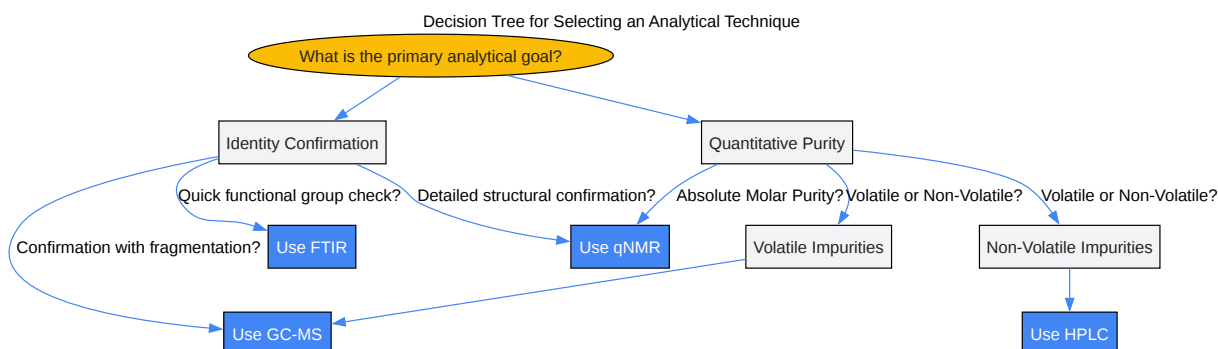 Decision Tree for Selecting an Analytical Technique
What is the primary analytical goal?
Identity Confirmation
Quantitative Purity
Quick functional group check?
Detailed structural confirmation?
Absolute Molar Purity?
Volatile or Non-Volatile?
Volatile or Non-Volatile?
Confirmation with fragmentation?
Use FTIR
Use qNMR
Volatile Impurities
Non-Volatile Impurities
Use GC-MS
Use HPLC